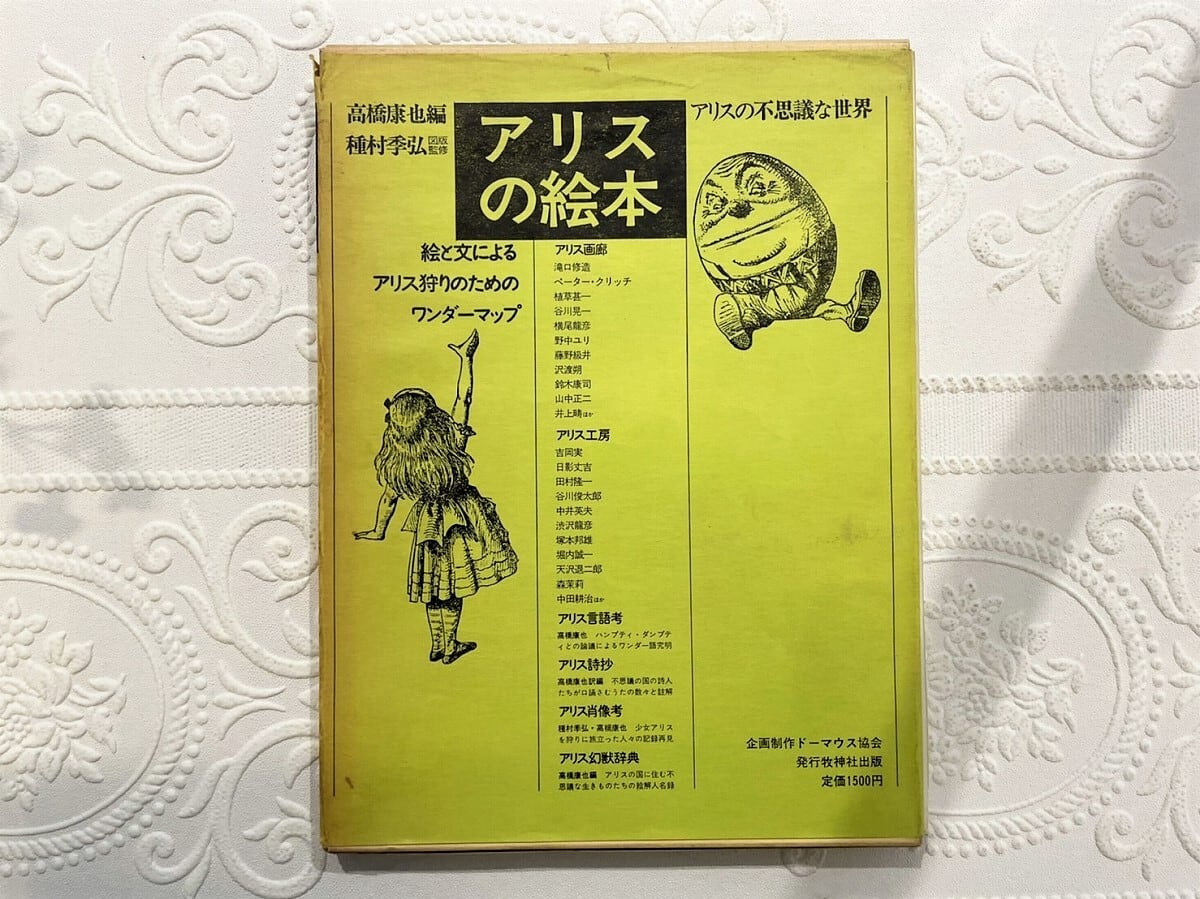 高橋康也編
種村季弘図版監修
アリス
の絵本
アリスの不思議な世界
絵と文による
アリス狩りのための
ワンダーマップ
アリス画廊
滝口修造
ペーター・クリッチ
植草甚一
谷川晃一
横尾龍彦
野中ユリ
藤野級井
沢渡朔
鈴木康司
山中正二
井上疇ほか
アリス工房
吉岡実
日影丈吉
田村隆一
谷川俊太郎
中井英夫
渋沢龍彦
塚本邦雄
堀内誠一
天沢退二郎
森茉莉
中田耕治ほか
アリス言語考
高橋康也 ハンプティ・ダンプテ
ィとの論議によるワンダー語究明
アリス詩抄
高橋康也訳編 不思議の国の詩人
たちが口誦さむうたの数々と註解
アリス肖像考
種村季弘・高橋康也 少女アリス
を狩りに旅立った人々の記録再見
アリス幻獣辞典
高橋康也編 アリスの国に住む不
思議な生きものたちの絵解人名録
企画制作ドーマウス協会
発行牧神社出版
定価1500円